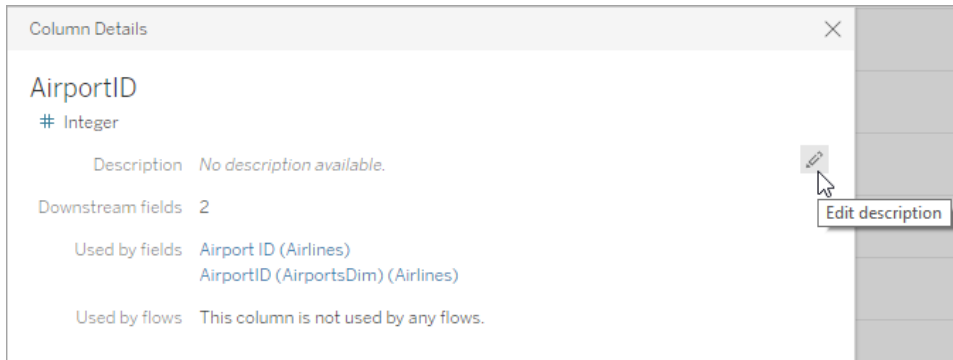 Column Details
AirportID
# Integer
Description No description available.
Edit description
Downstream fields 2
Used by fields Airport ID (Airlines)
AirportID (AirportsDim) (Airlines)
Used by flows This column is not used by any flows.